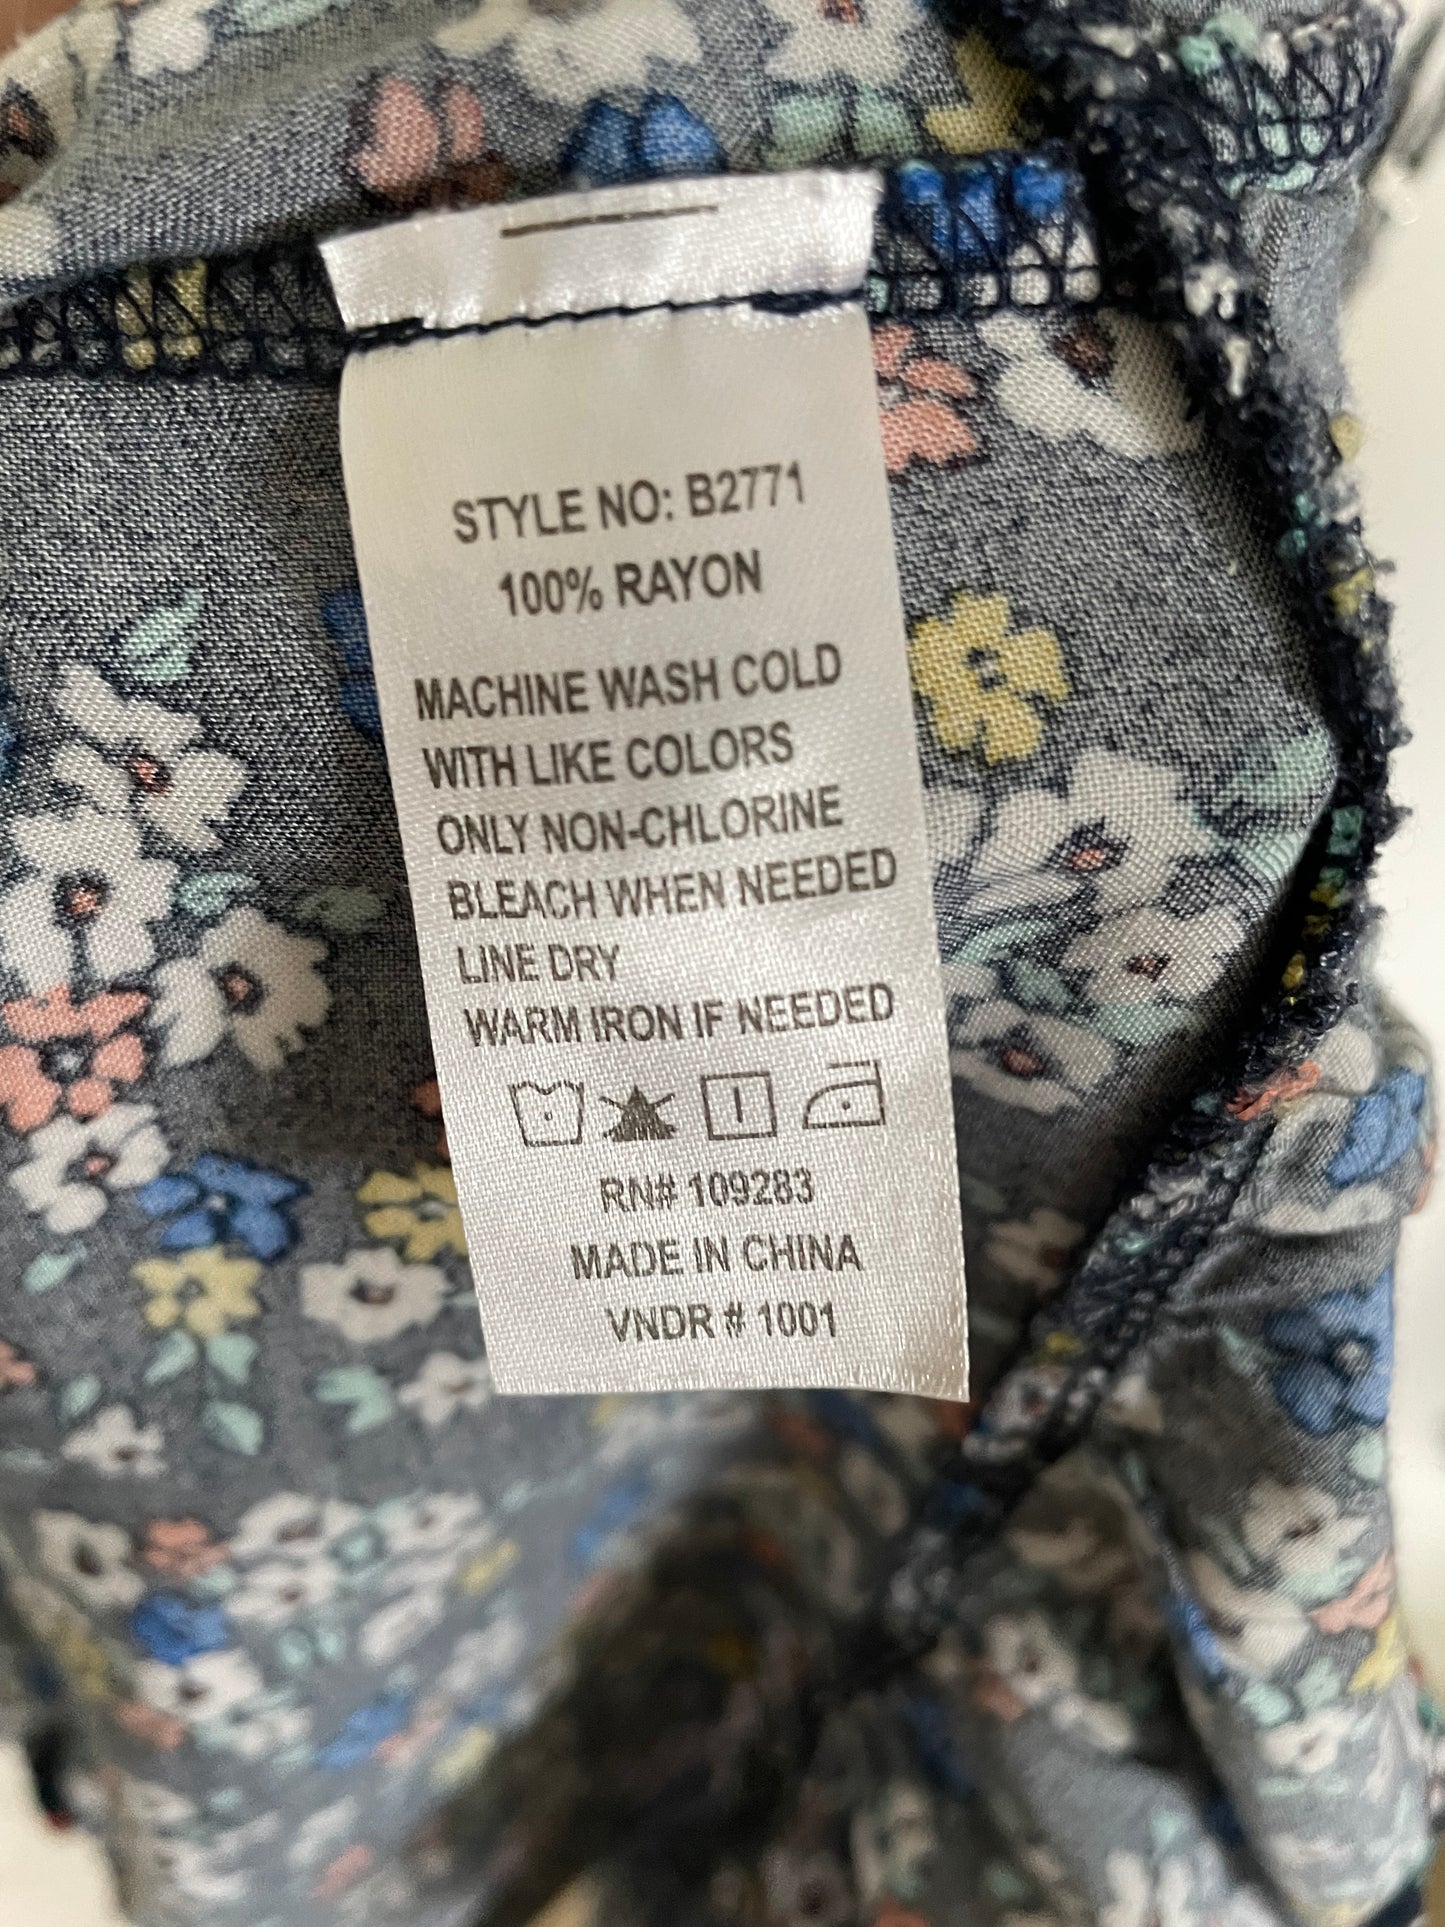 STYLE NO: B2771
100% RAYON
MACHINE WASH COLD
WITH LIKE COLORS
ONLY NON-CHLORINE
BLEACH WHEN NEEDED
LINE DRY
WARM IRON IF NEEDED
RN# 109283
MADE IN CHINA
VNDR # 1001